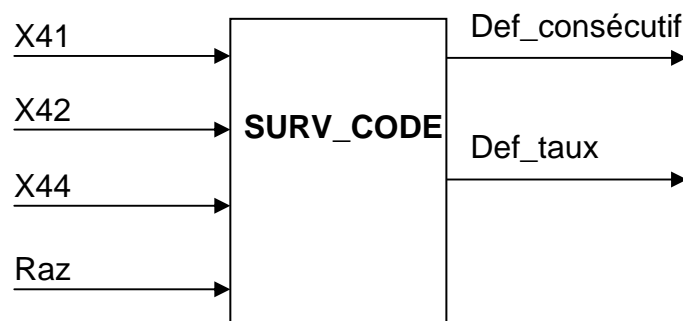 X41
Def_consécutif
X42
SURV_CODE
Def_taux
X44
Raz